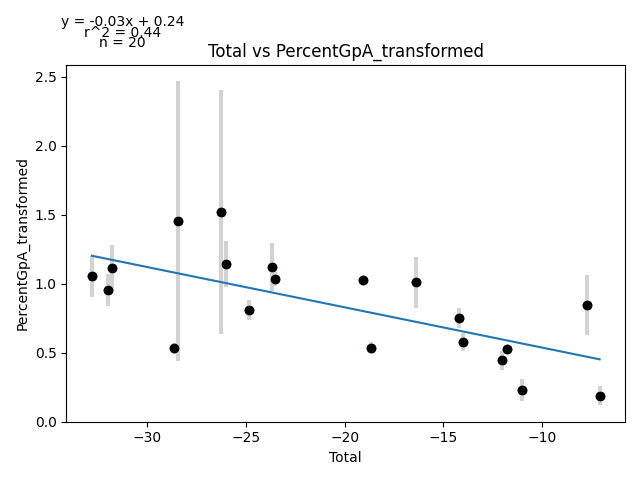 y = -0.03x + 0.24
r^2 = 0.44
n = 20
Total vs PercentGpA_transformed
PercentGpA_transformed
2.5
2.0
1.5
1.0
0.5
0.0
−30
−25
−20
−15
−10
Total